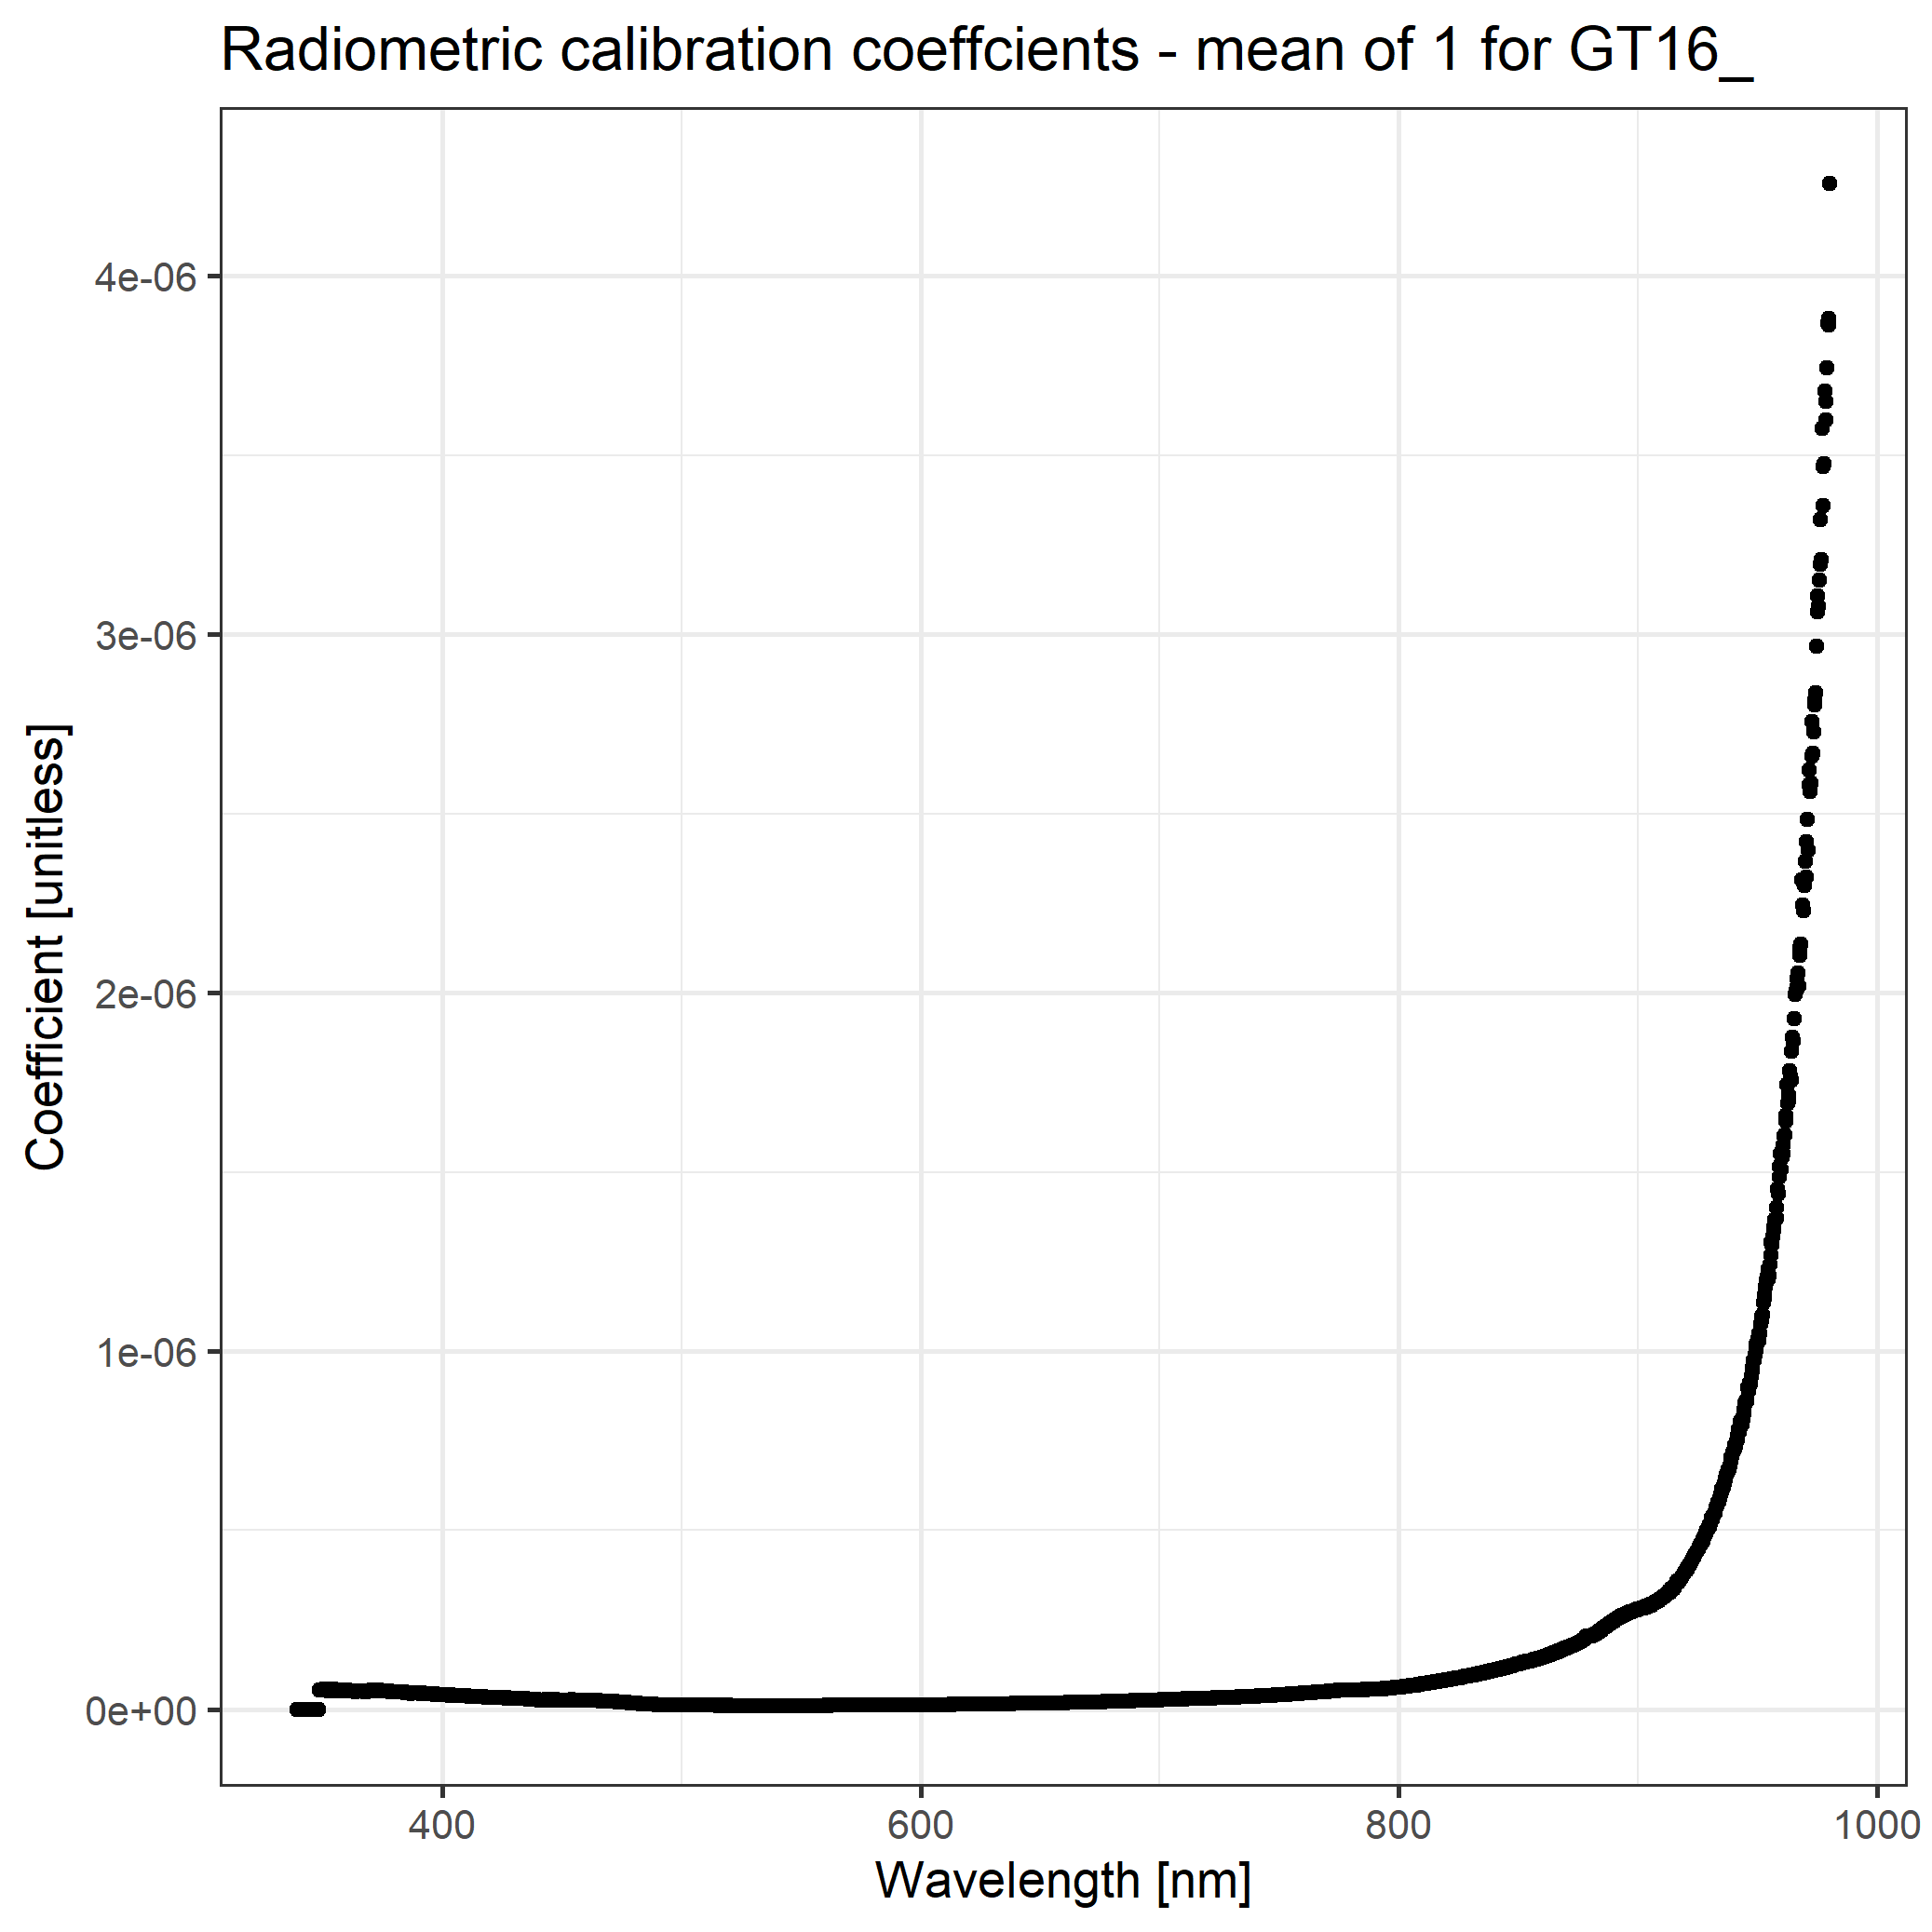 Radiometric calibration coeffcients - mean of 1 for GT16_
4e-06
3e-06
2e-06
1e-06
0e+00
Coefficient [unitless]
400 600 800 1000
Wavelength [nm]